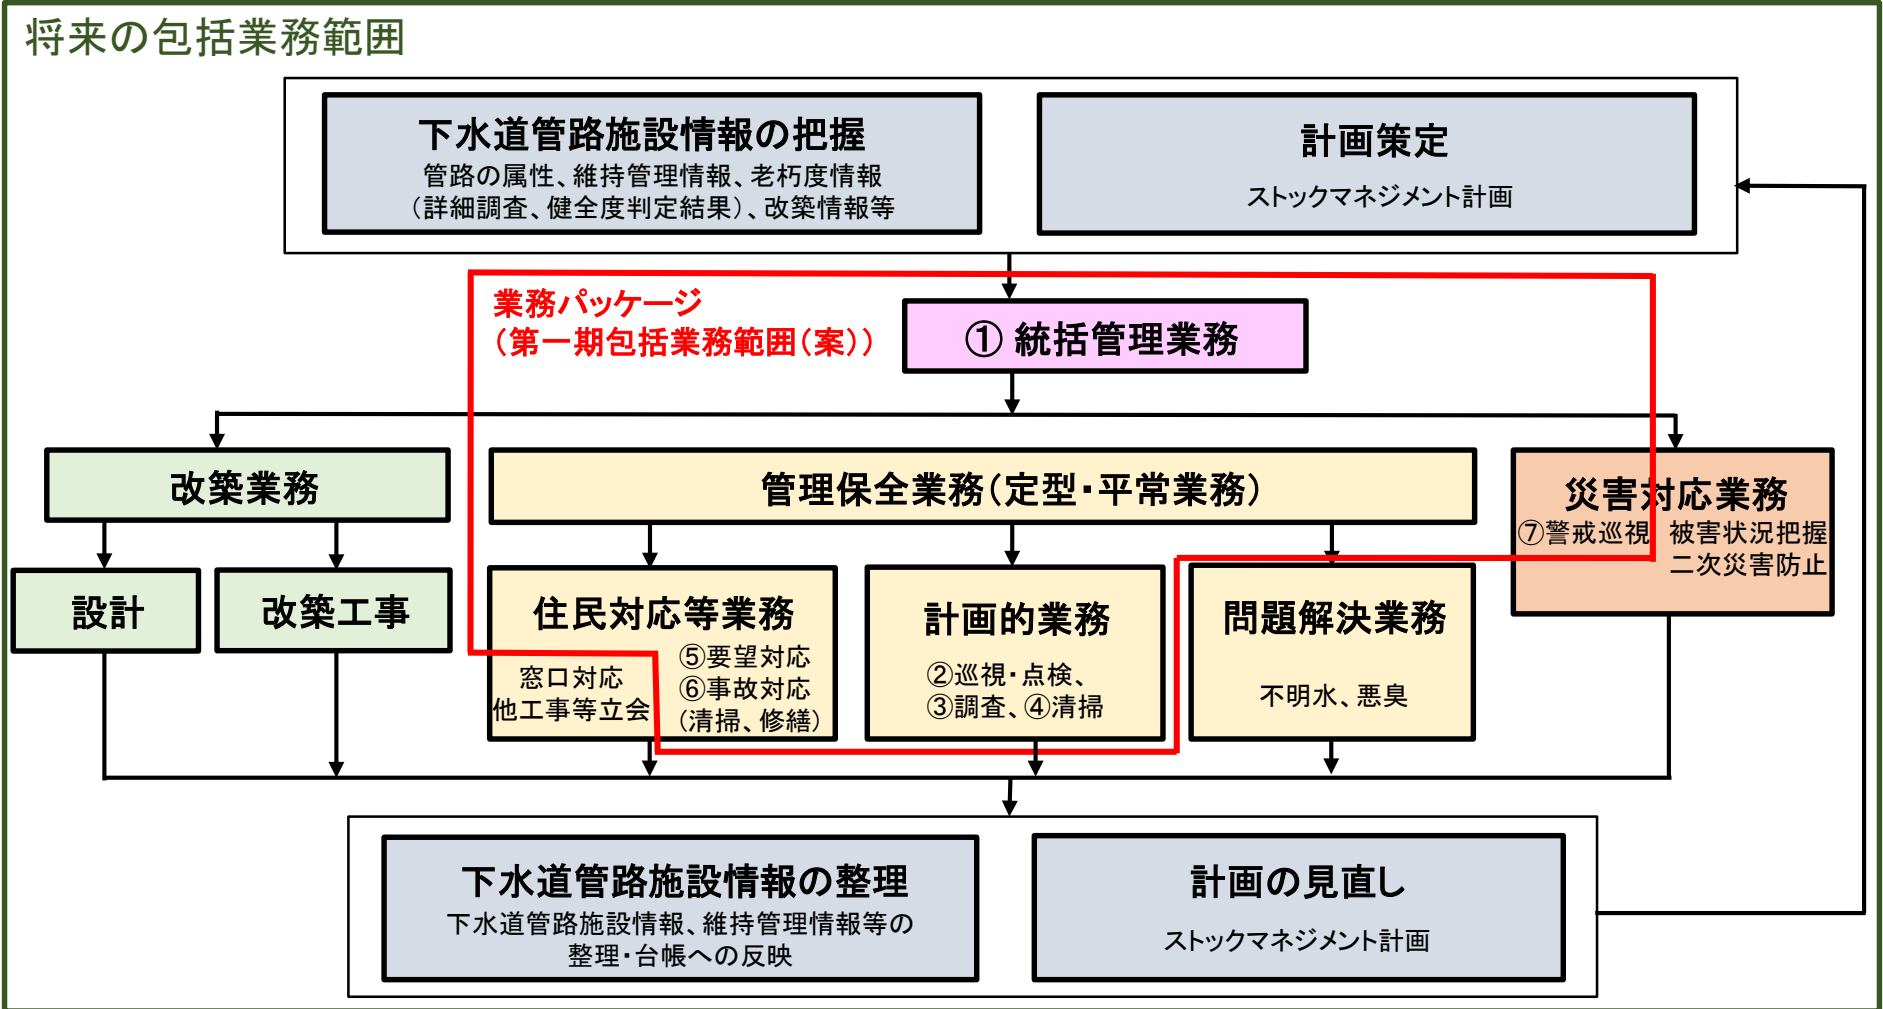 将来の包括業務範囲
下水道管路施設情報の把握
管路の属性、維持管理情報、老朽度情報
（詳細調査、健全度判定結果）、改築情報等
計画策定
ストックマネジメント計画
業務パッケージ
（第一期包括業務範囲（案））
① 統括管理業務
改築業務
管理保全業務（定型・平常業務）
災害対応業務
⑦警戒巡視 被害状況把握
二次災害防止
設計
改築工事
住民対応等業務
窓口対応
他工事等立会
⑤要望対応
⑥事故対応
（清掃、修繕）
計画的業務
②巡視・点検、
③調査、④清掃
問題解決業務
不明水、悪臭
下水道管路施設情報の整理
下水道管路施設情報、維持管理情報等の
整理・台帳への反映
計画の見直し
ストックマネジメント計画